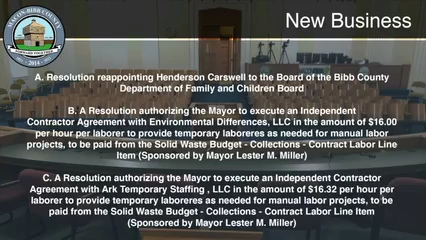 MACON-BIBB COUNTY
2014
New Business
A. Resolution reappointing Henderson Carswell to the Board of the Bibb County
Department of Family and Children Board
B. A Resolution authorizing the Mayor to execute an Independent
Contractor Agreement with Environmental Differences, LLC in the amount of $16.00
per hour per laborer to provide temporary laboreres as needed for manual labor
projects, to be paid from the Solid Waste Budget - Collections - Contract Labor Line
Item (Sponsored by Mayor Lester M. Miller)
C. A Resolution authorizing the Mayor to execute an Independent Contractor
Agreement with Ark Temporary Staffing , LLC in the amount of $16.32 per hour per
laborer to provide temporary laboreres as needed for manual labor projects, to be
paid from the Solid Waste Budget - Collections - Contract Labor Line Item
(Sponsored by Mayor Lester M. Miller)